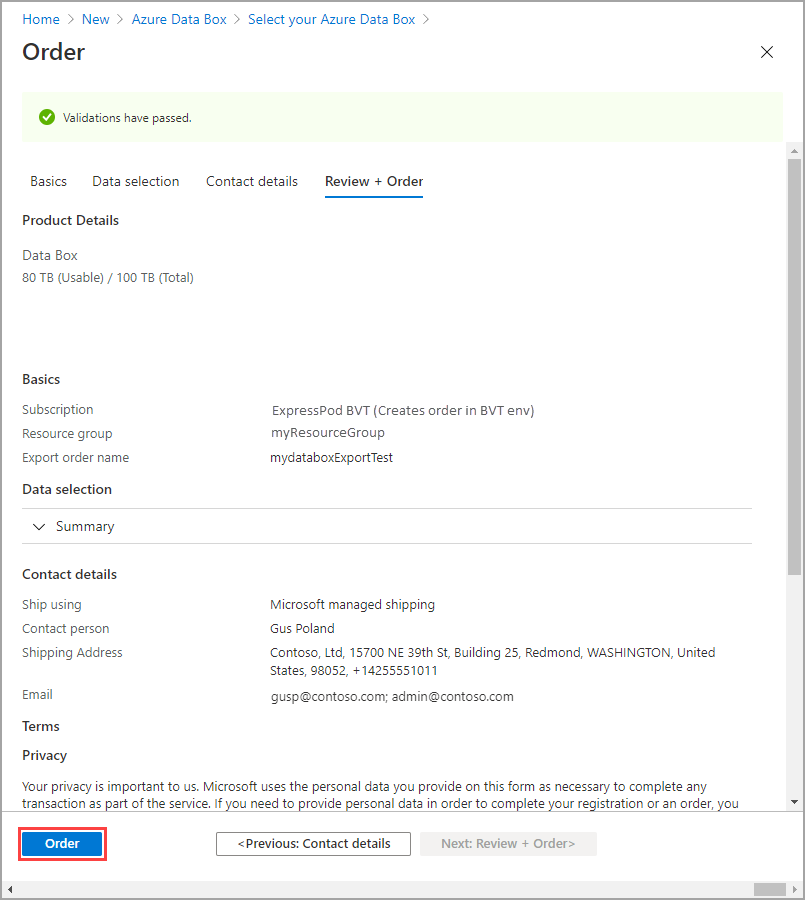 Home > New > Azure Data Box > Select your Azure Data Box >
Order
Validations have passed.
Basics Data selection Contact details Review + Order
Product Details
Data Box
80 TB (Usable) / 100 TB (Total)
Basics
Subscription ExpressPod BVT (Creates order in BVT env)
Resource group myResourceGroup
Export order name mydataboxExportTest
Data selection
Summary
Contact details
Ship using Microsoft managed shipping
Contact person Gus Poland
Shipping Address Contoso, Ltd, 15700 NE 39th St, Building 25, Redmond, WASHINGTON, United
States, 98052, +14255551011
Email gusp@contoso.com; admin@contoso.com
Terms
Privacy
Your privacy is important to us. Microsoft uses the personal data you provide on this form as necessary to complete any
transaction as part of the service. If you need to provide personal data in order to complete your registration or an order, you
Order <Previous: Contact details Next: Review + Order>